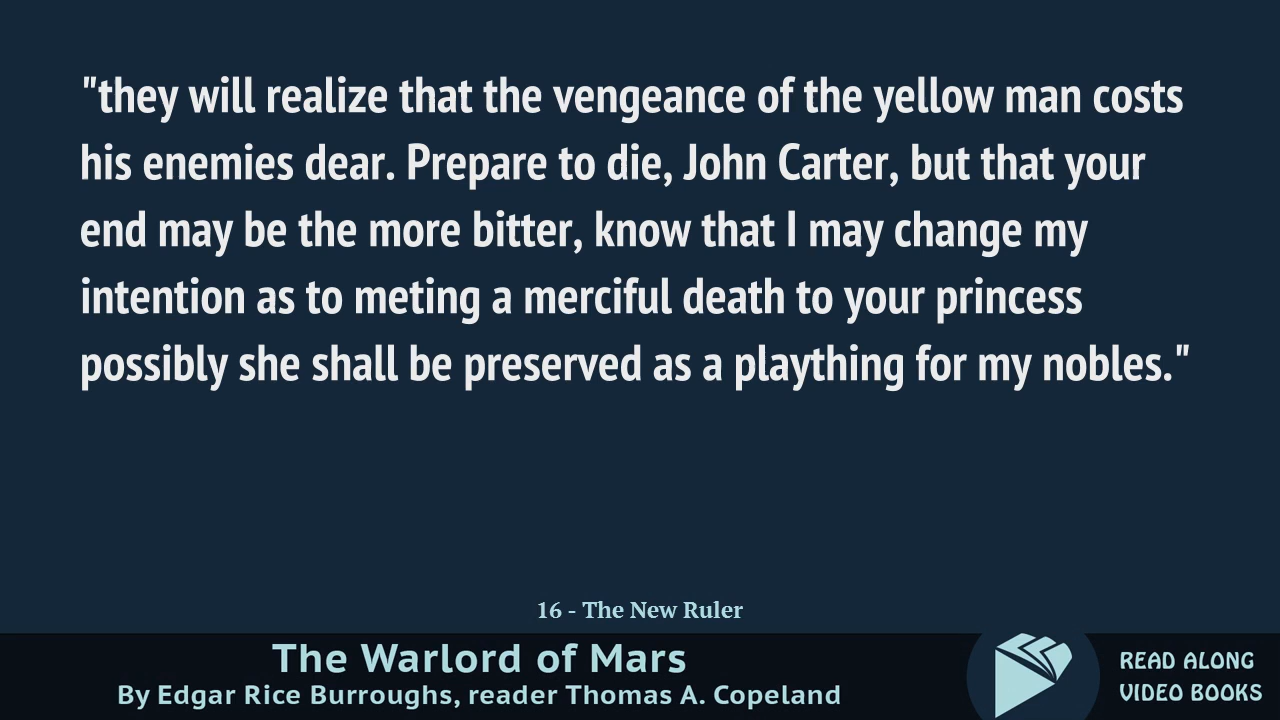 "they will realize that the vengeance of the yellow man costs
his enemies dear. Prepare to die, John Carter, but that your
end may be the more bitter, know that I may change my
intention as to meting a merciful death to your princess
possibly she shall be preserved as a plaything for my nobles."
16 - The New Ruler
The Warlord of Mars
By Edgar Rice Burroughs, reader Thomas A. Copeland
READ ALONG
VIDEO BOOKS